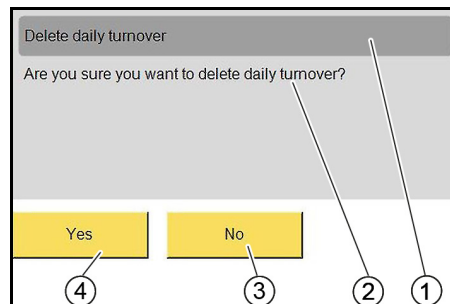 Delete daily turnover
Are you sure you want to delete daily turnover?
Yes No
4 3 2 1